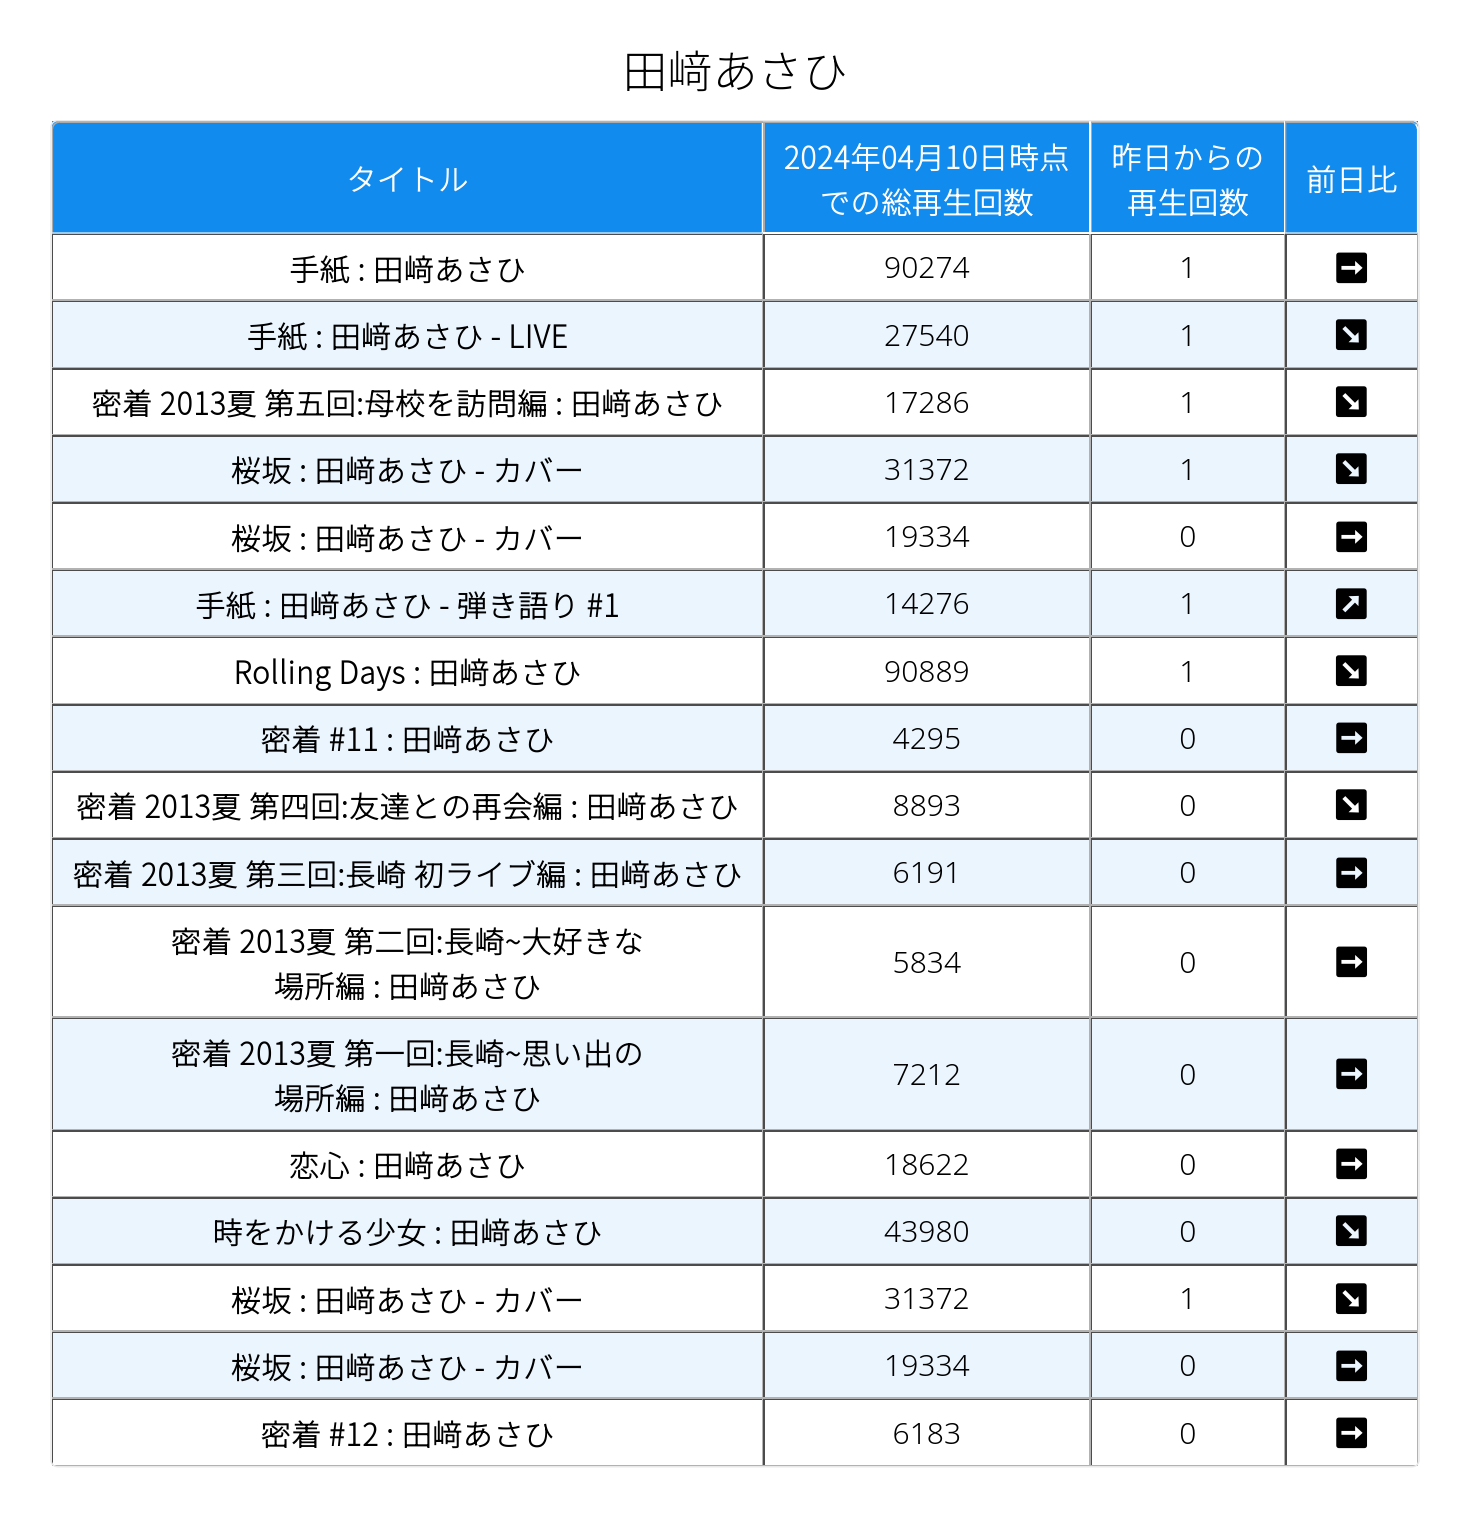 田﨑あさひ
タイトル
2024年04月10日時点
での総再生回数
昨日からの
再生回数
前日比
手紙 : 田﨑あさひ 90274 1 ➡
手紙 : 田﨑あさひ - LIVE 27540 1 ↘
密着 2013夏 第五回:母校を訪問編 : 田﨑あさひ 17286 1 ↘
桜坂 : 田﨑あさひ - カバー 31372 1 ↘
桜坂 : 田﨑あさひ - カバー 19334 0 ➡
手紙 : 田﨑あさひ - 弾き語り #1 14276 1 ↗
Rolling Days : 田﨑あさひ 90889 1 ↘
密着 #11 : 田﨑あさひ 4295 0 ➡
密着 2013夏 第四回:友達との再会編 : 田﨑あさひ 8893 0 ↘
密着 2013夏 第三回:長崎 初ライブ編 : 田﨑あさひ 6191 0 ➡
密着 2013夏 第二回:長崎~大好きな
場所編 : 田﨑あさひ 5834 0 ➡
密着 2013夏 第一回:長崎~思い出の
場所編 : 田﨑あさひ 7212 0 ➡
恋心 : 田﨑あさひ 18622 0 ➡
時をかける少女 : 田﨑あさひ 43980 0 ↘
桜坂 : 田﨑あさひ - カバー 31372 1 ↘
桜坂 : 田﨑あさひ - カバー 19334 0 ➡
密着 #12 : 田﨑あさひ 6183 0 ➡